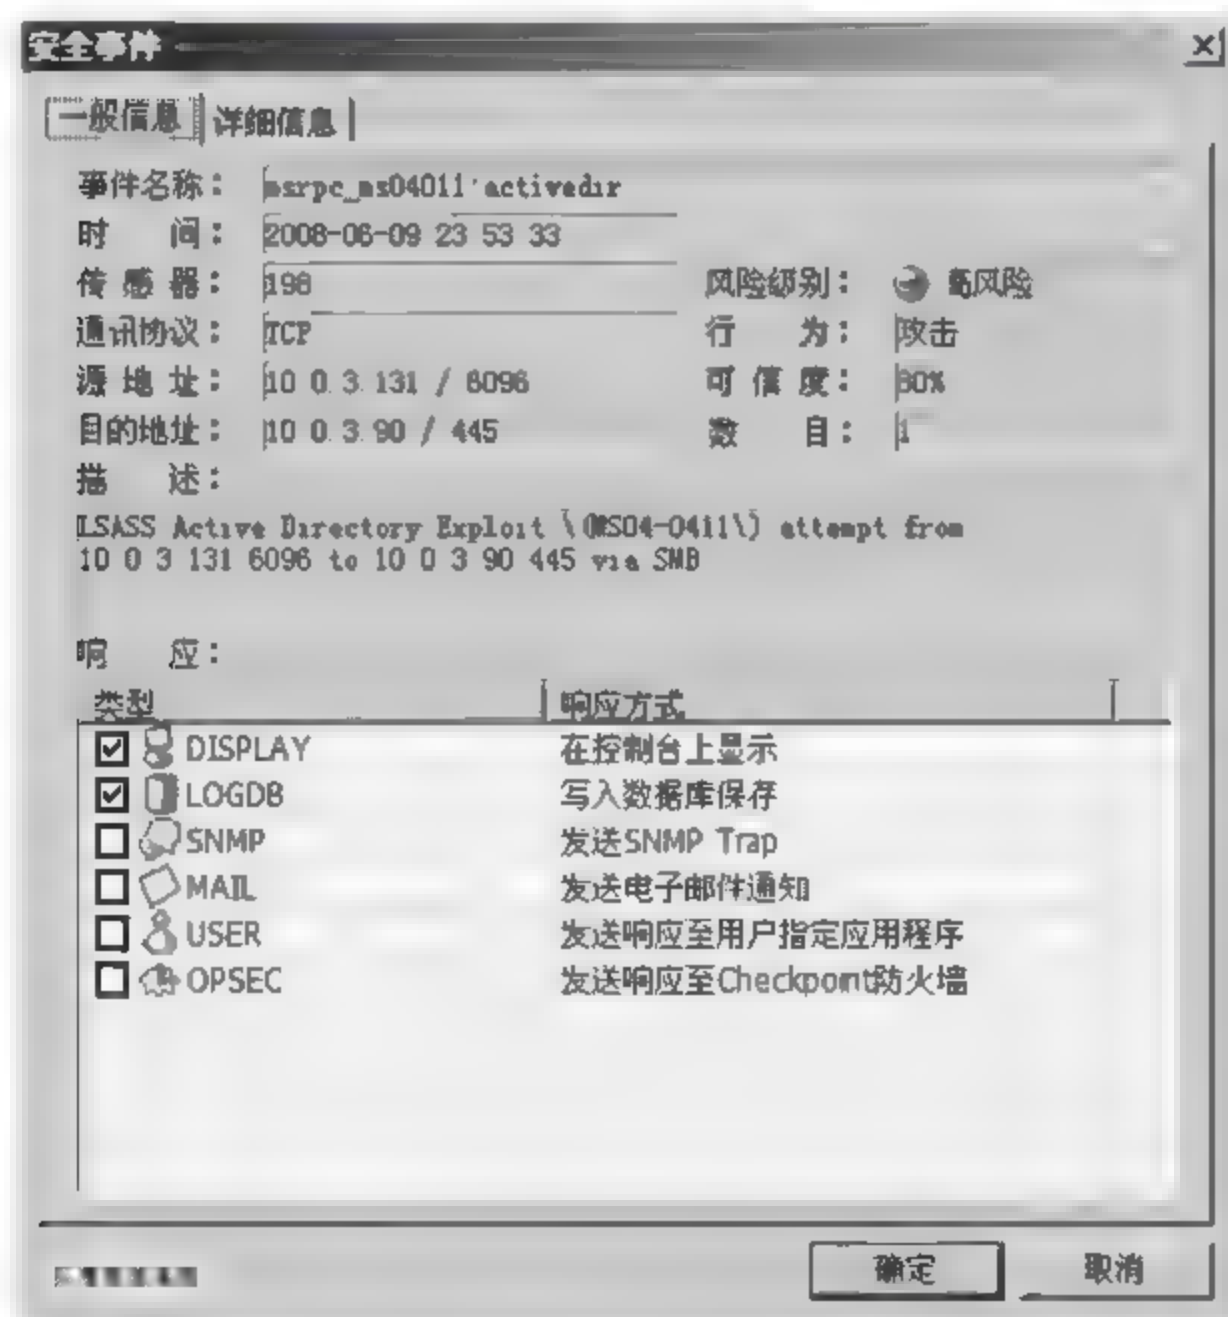 安全事件
一般信息 详细信息
事件名称： msrpc_ms04011:activedir
时 间： 2008-06-09 23 53 33
传 感 器： 198 风险级别： 高风险
通讯协议： TCP 行 为： 攻击
源 地 址： 10 0.3.131 / 6096 可 信 度： 80%
目的地址： 10 0.3.90 / 445 数 目： 1
描 述：
LSASS Active Directory Exploit \(MS04-0411\) attempt from
10 0 3 131 6096 to 10 0 3 90 445 via SMB
响 应：
类型 响应方式
DISPLAY 在控制台上显示
LOGDB 写入数据库保存
SNMP 发送SNMP Trap
MAIL 发送电子邮件通知
USER 发送响应至用户指定应用程序
OPSEC 发送响应至Checkpoint防火墙
确定 取消